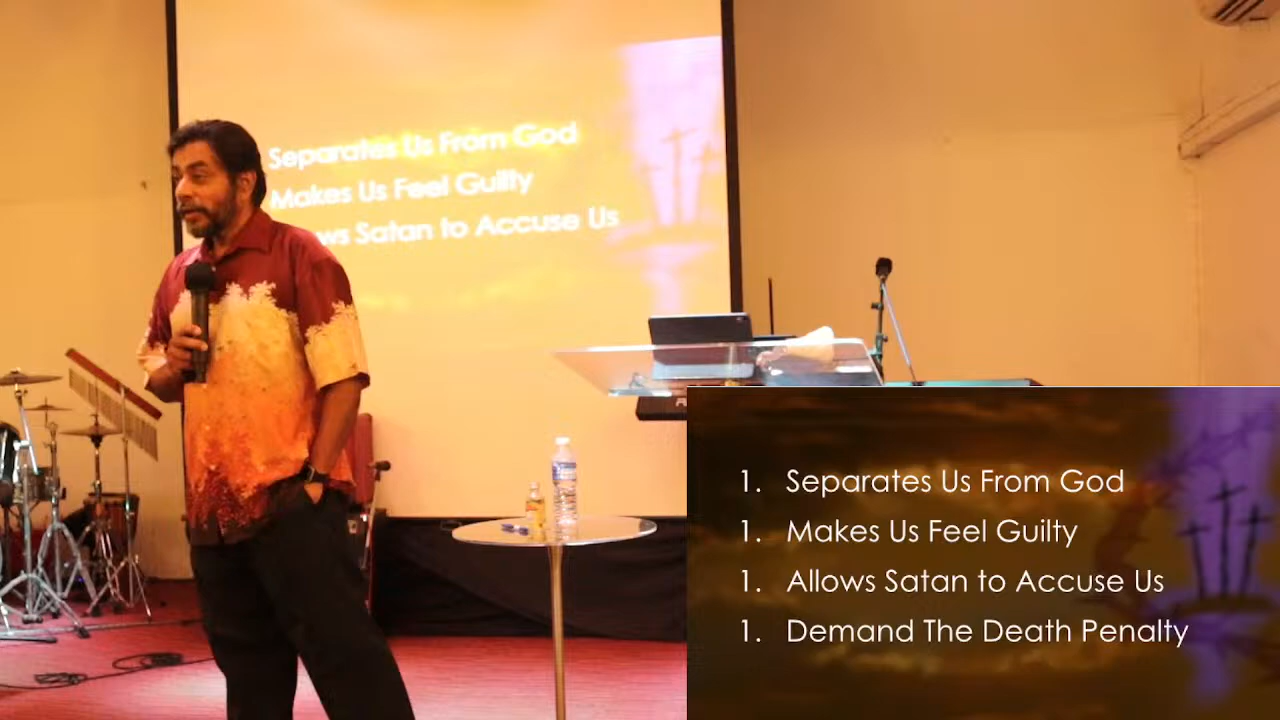 Separates Us From God
Makes Us Feel Guilty
ws Satan to Accuse Us
1. Separates Us From God
1. Makes Us Feel Guilty
1. Allows Satan to Accuse Us
1. Demand The Death Penalty